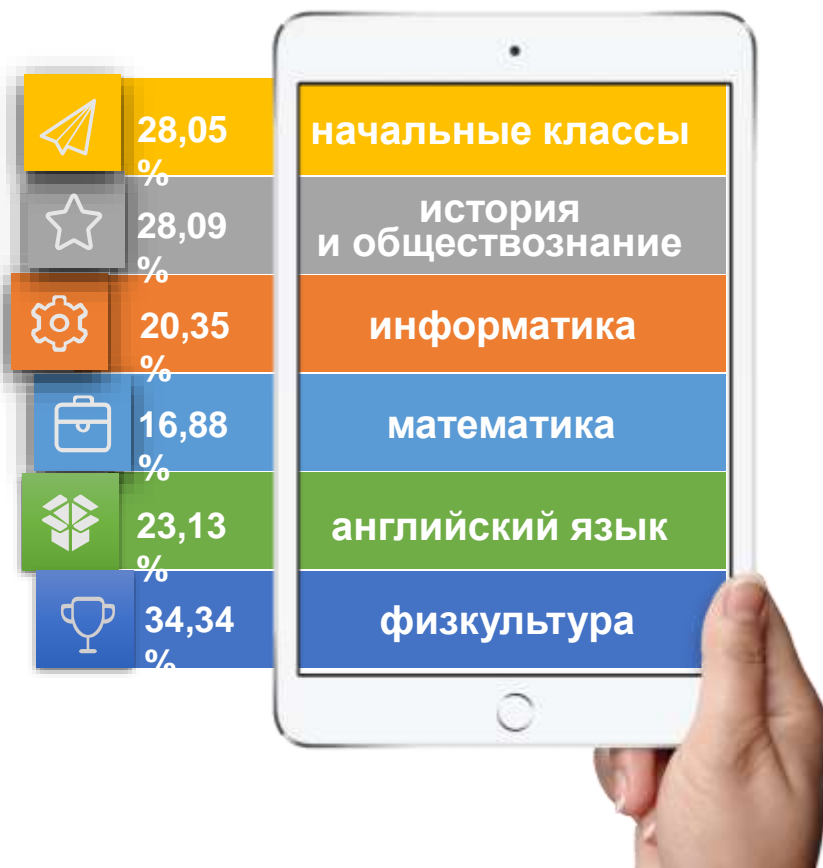 28,05
%
начальные классы
28,09
%
история
и обществознание
20,35
%
информатика
16,88
%
математика
23,13
%
английский язык
34,34
%
физкультура